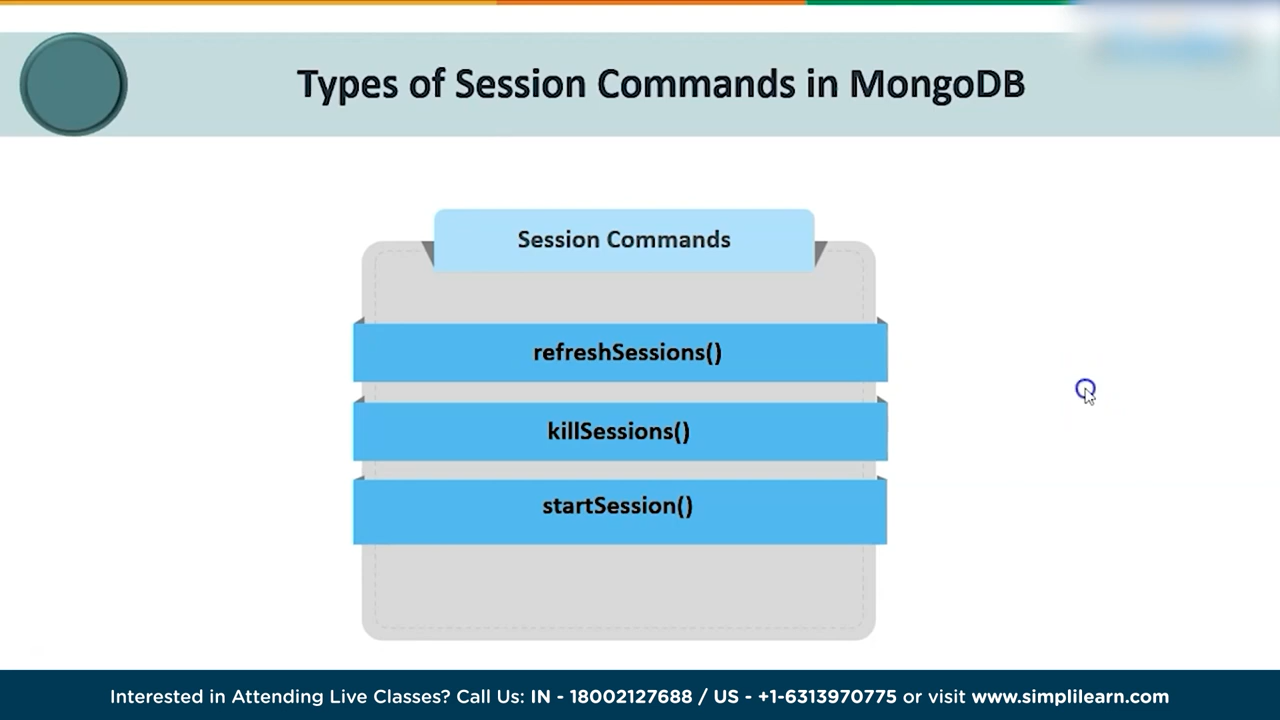 Types of Session Commands in MongoDB
Session Commands
refreshSessions()
killSessions()
startSession()
Interested in Attending Live Classes? Call Us: IN - 18002127688 / US - +1-6313970775 or visit www.simplilearn.com